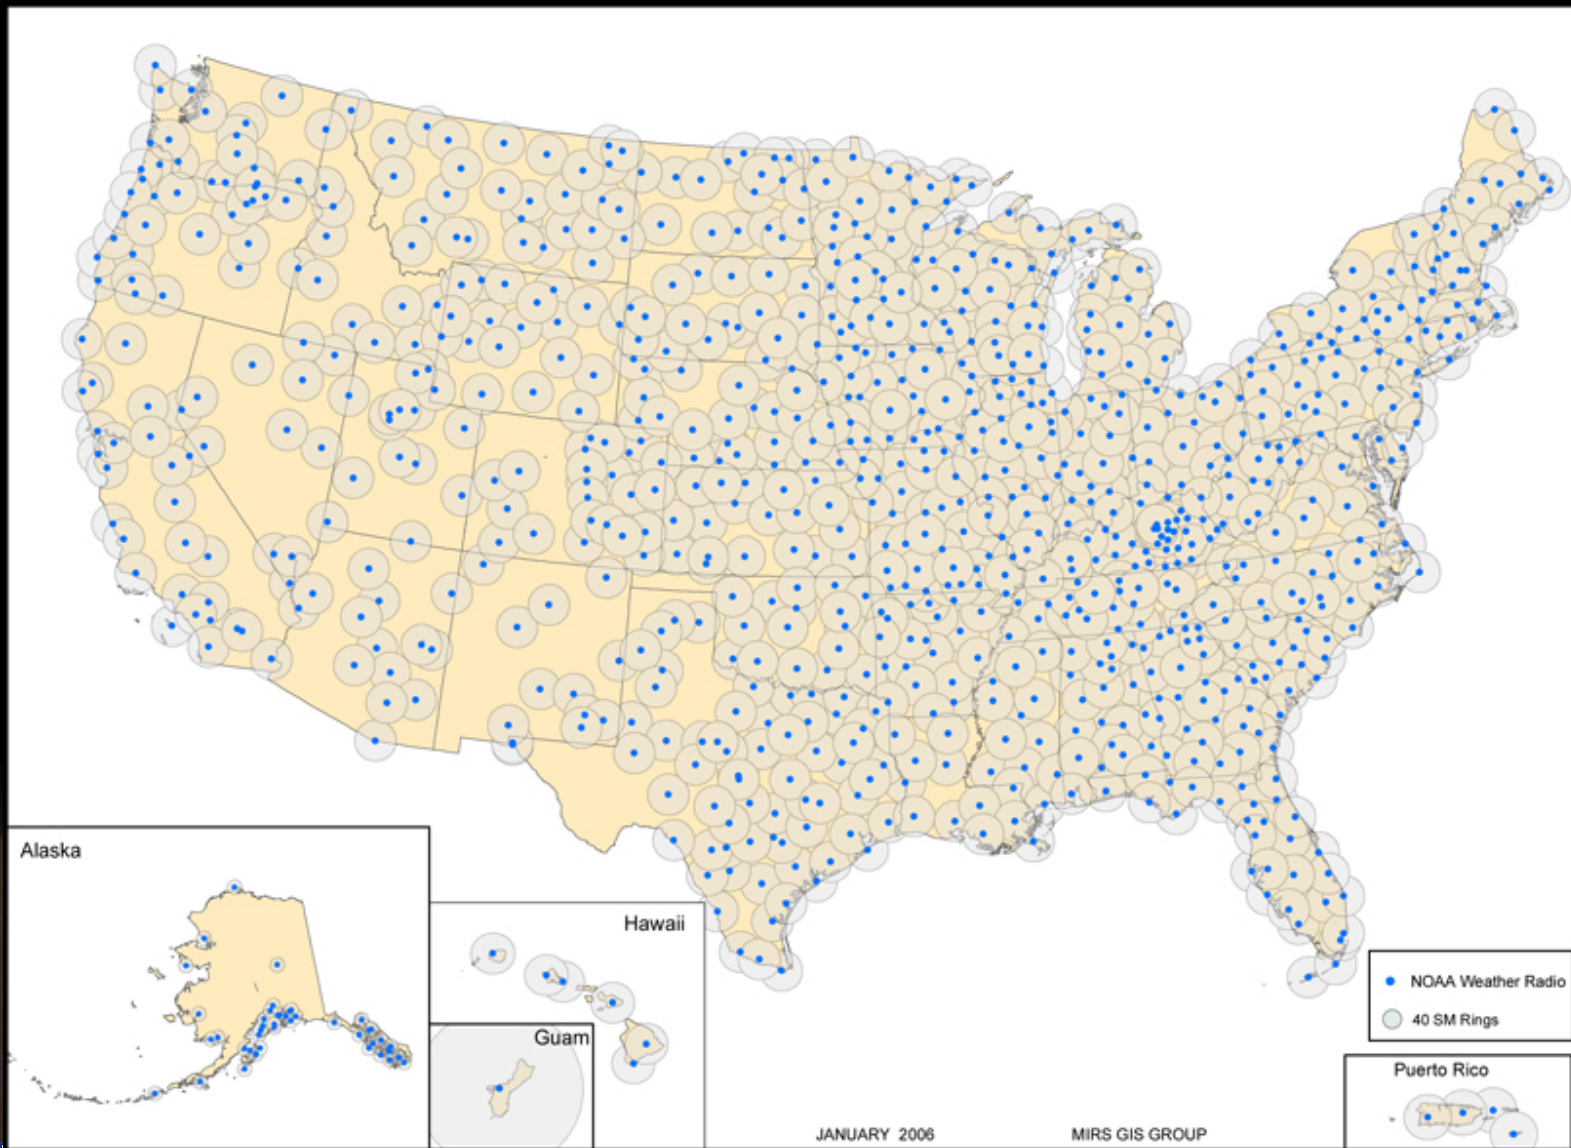 Alaska
Hawaii
Guam
NOAA Weather Radio
40 SM Rings
Puerto Rico
JANUARY 2006
MIRS GIS GROUP